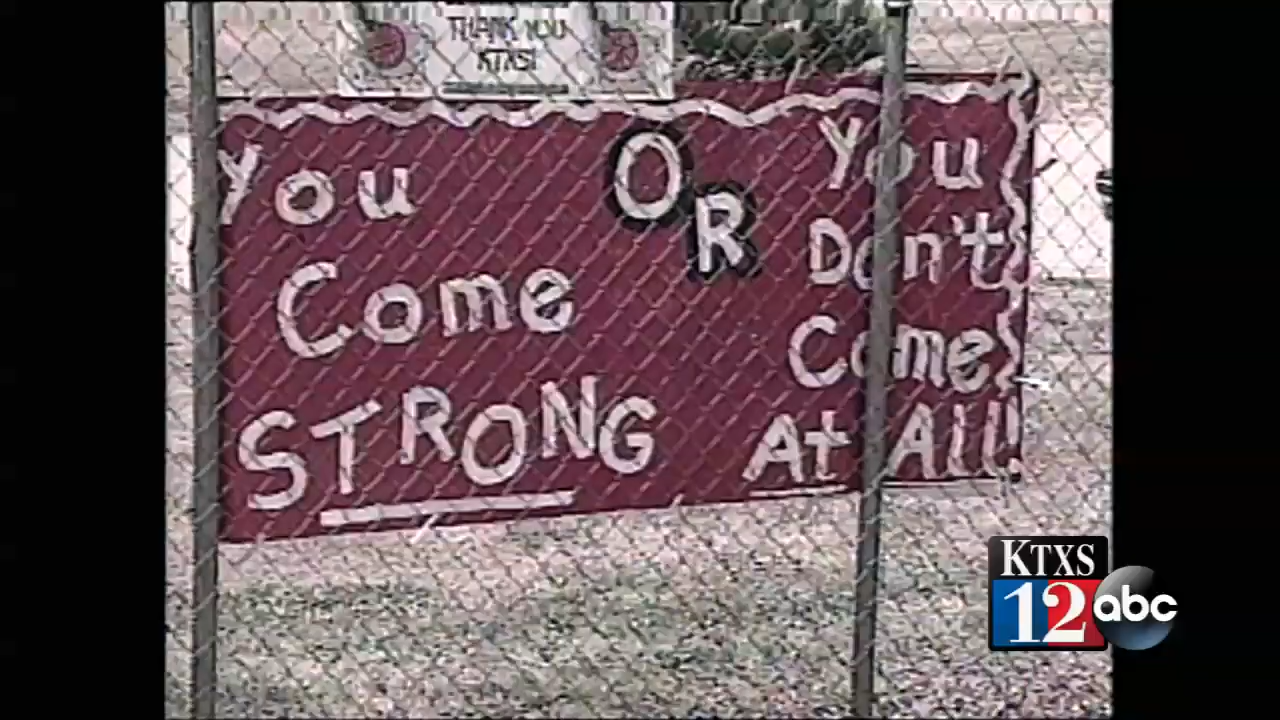 THANK YOU
KTXS!
You
Come
STRONG
OR
You
Don't
Come
At All!
KTXS
12 abc